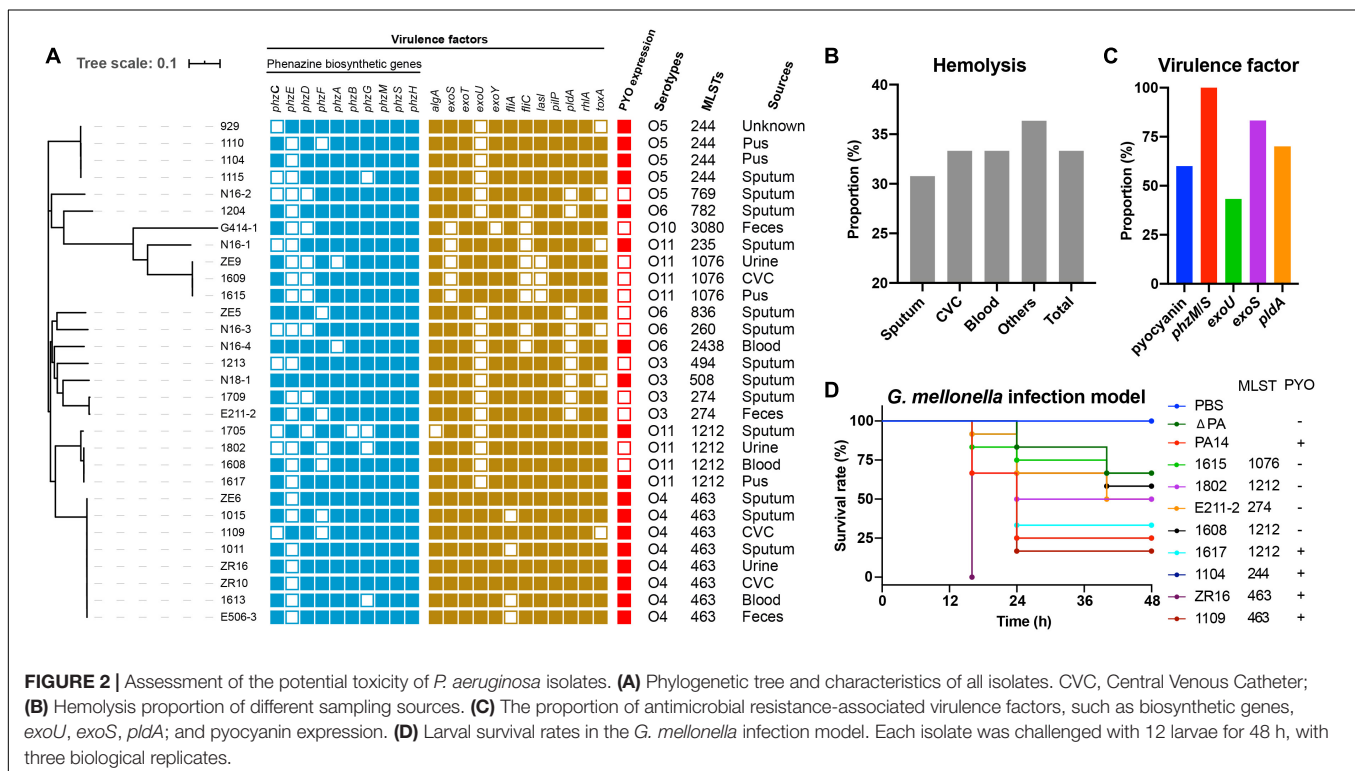 A
Virulence factors
Tree scale: 0.1
Phenazine biosynthetic genes
phzC phzE phzD phzF phzA phzB phzG phzM phzS phzH algA exoS exoT exoU exoY fliA fliC lasI pilP pldA rhlA toxA PYO expression Serotypes MLSTs Sources
929 O5 244 Unknown
1110 O5 244 Pus
1104 O5 244 Pus
1115 O5 244 Sputum
N16-2 O5 769 Sputum
1204 O6 782 Sputum
G414-1 O10 3080 Feces
N16-1 O11 235 Sputum
ZE9 O11 1076 Urine
1609 O11 1076 CVC
1615 O11 1076 Pus
ZE5 O6 836 Sputum
N16-3 O6 260 Sputum
N16-4 O6 2438 Blood
1213 O3 494 Sputum
N18-1 O3 508 Sputum
1709 O3 274 Sputum
E211-2 O3 274 Feces
1705 O11 1212 Sputum
1802 O11 1212 Urine
1608 O11 1212 Blood
1617 O11 1212 Pus
ZE6 O4 463 Sputum
1015 O4 463 Sputum
1109 O4 463 CVC
1011 O4 463 Sputum
ZR16 O4 463 Urine
ZR10 O4 463 CVC
1613 O4 463 Blood
E506-3 O4 463 Feces
B
Hemolysis
Proportion (%)
40
35
30
25
20
Sputum CVC Blood Others Total
C
Virulence factor
Proportion (%)
100
75
50
25
0
pyocyanin phzM/S exoU exoS pldA
D
G. mellonella infection model
MLST PYO
Survival rate (%)
100
75
50
25
0
0 12 24 36 48
Time (h)
PBS
ΔPA -
PA14 +
1615 1076 -
1802 1212 -
E211-2 274 -
1608 1212 -
1617 1212 +
1104 244 +
ZR16 463 +
1109 463 +
FIGURE 2 | Assessment of the potential toxicity of P. aeruginosa isolates. (A) Phylogenetic tree and characteristics of all isolates. CVC, Central Venous Catheter;
(B) Hemolysis proportion of different sampling sources. (C) The proportion of antimicrobial resistance-associated virulence factors, such as biosynthetic genes,
exoU, exoS, pldA; and pyocyanin expression. (D) Larval survival rates in the G. mellonella infection model. Each isolate was challenged with 12 larvae for 48 h, with
three biological replicates.